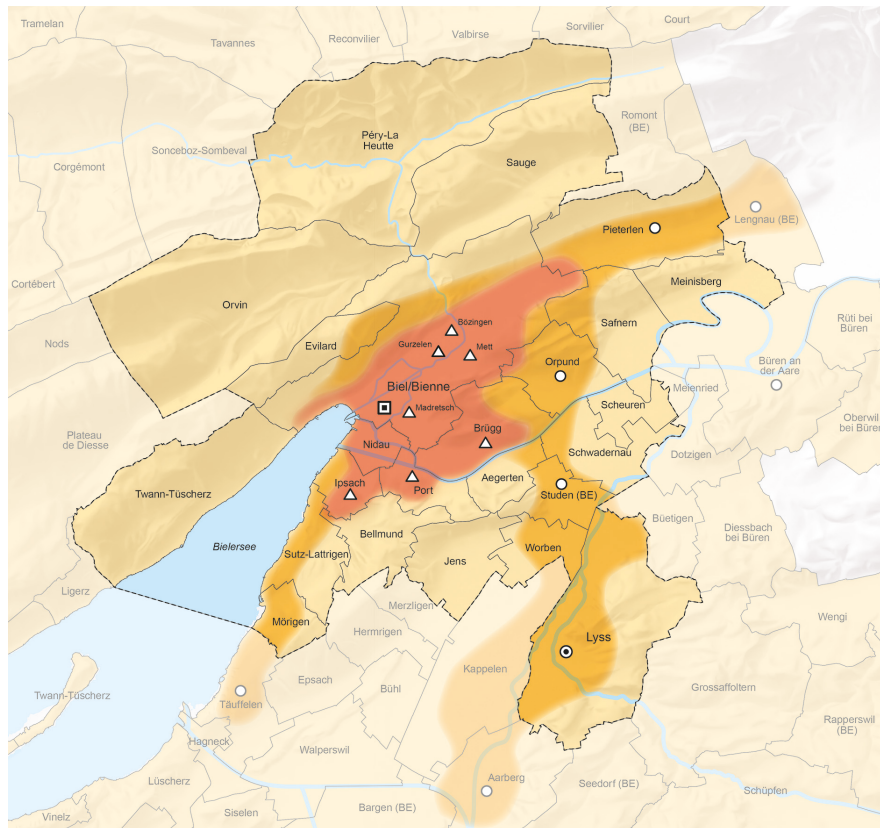 Tramelan
Tavannes
Reconvilier
Valbirse
Sorvilier
Court
Romont
(BE)
Péry-La
Heutte
Sonceboz-Sombeval
Corgémont
Sauge
Lengnau (BE)
Pieterlen
Meinisberg
Cortébert
Orvin
Nods
Evilard
Bözingen
Gurzelen
Mett
Safnern
Rüti bei
Büren
Orpund
Büren an
der Aare
Meienried
Biel/Bienne
Madretsch
Scheuren
Oberwil
bei Büren
Plateau
de Diesse
Nidau
Brügg
Schwadernau
Dotzigen
Twann-Tüscherz
Ipsach
Port
Aegerten
Studen (BE)
Büetigen
Diessbach
bei Büren
Bielersee
Sutz-Lattrigen
Bellmund
Jens
Worben
Ligerz
Merzligen
Mörigen
Hermrigen
Lyss
Wengi
Kappelen
Epsach
Bühl
Twann-Tüscherz
Täuffelen
Grossaffoltern
Hagneck
Walperswil
Rapperswil
(BE)
Lüscherz
Aarberg
Seedorf (BE)
Schüpfen
Vinelz
Siselen
Bargen (BE)